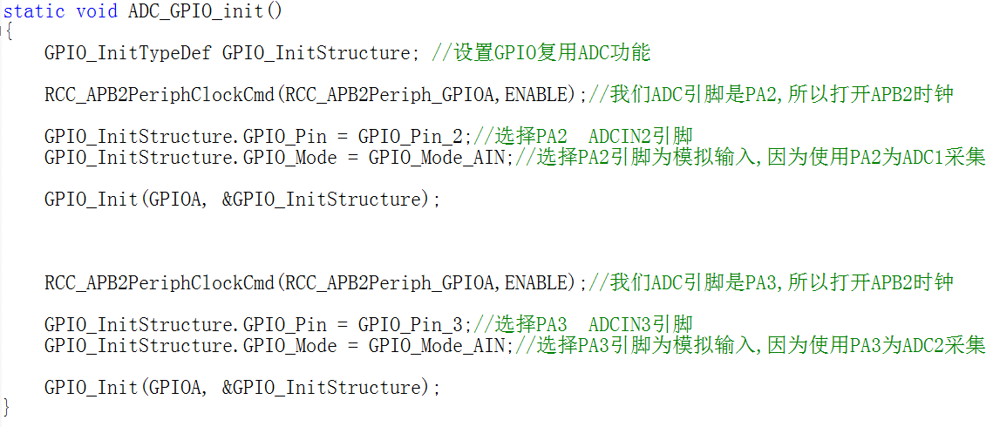 static void ADC_GPIO_init()
{
    GPIO_InitTypeDef GPIO_InitStructure; //设置GPIO复用ADC功能
    RCC_APB2PeriphClockCmd(RCC_APB2Periph_GPIOA,ENABLE);//我们ADC引脚是PA2,所以打开APB2时钟
    GPIO_InitStructure.GPIO_Pin = GPIO_Pin_2;//选择PA2  ADCIN2引脚
    GPIO_InitStructure.GPIO_Mode = GPIO_Mode_AIN;//选择PA2引脚为模拟输入,因为使用PA2为ADC1采集
    GPIO_Init(GPIOA, &GPIO_InitStructure);
    RCC_APB2PeriphClockCmd(RCC_APB2Periph_GPIOA,ENABLE);//我们ADC引脚是PA3,所以打开APB2时钟
    GPIO_InitStructure.GPIO_Pin = GPIO_Pin_3;//选择PA3  ADCIN3引脚
    GPIO_InitStructure.GPIO_Mode = GPIO_Mode_AIN;//选择PA3引脚为模拟输入,因为使用PA3为ADC2采集
    GPIO_Init(GPIOA, &GPIO_InitStructure);
}